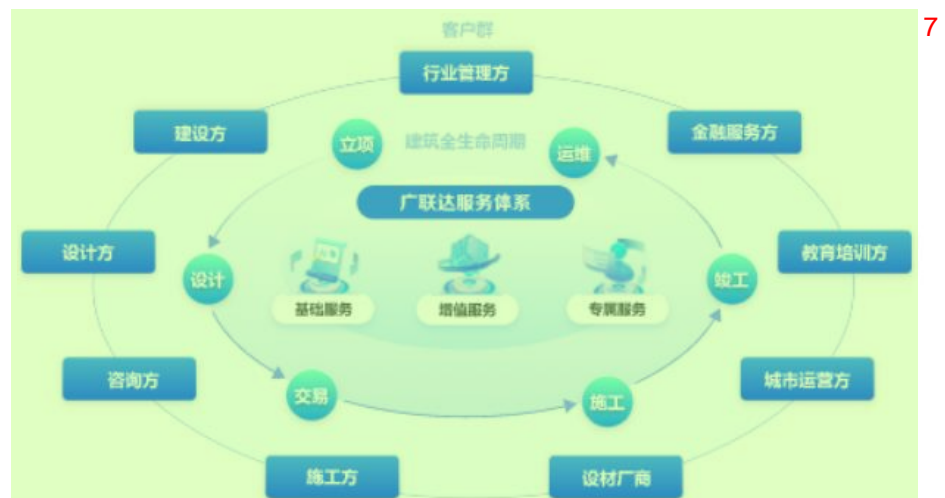 客户群
7
行业管理方
建设方
金融服务方
立项
建筑全生命周期
运维
广联达服务体系
设计方
教育培训方
设计
竣工
基础服务
增值服务
专属服务
咨询方
城市运营方
交易
施工
施工方
设材厂商